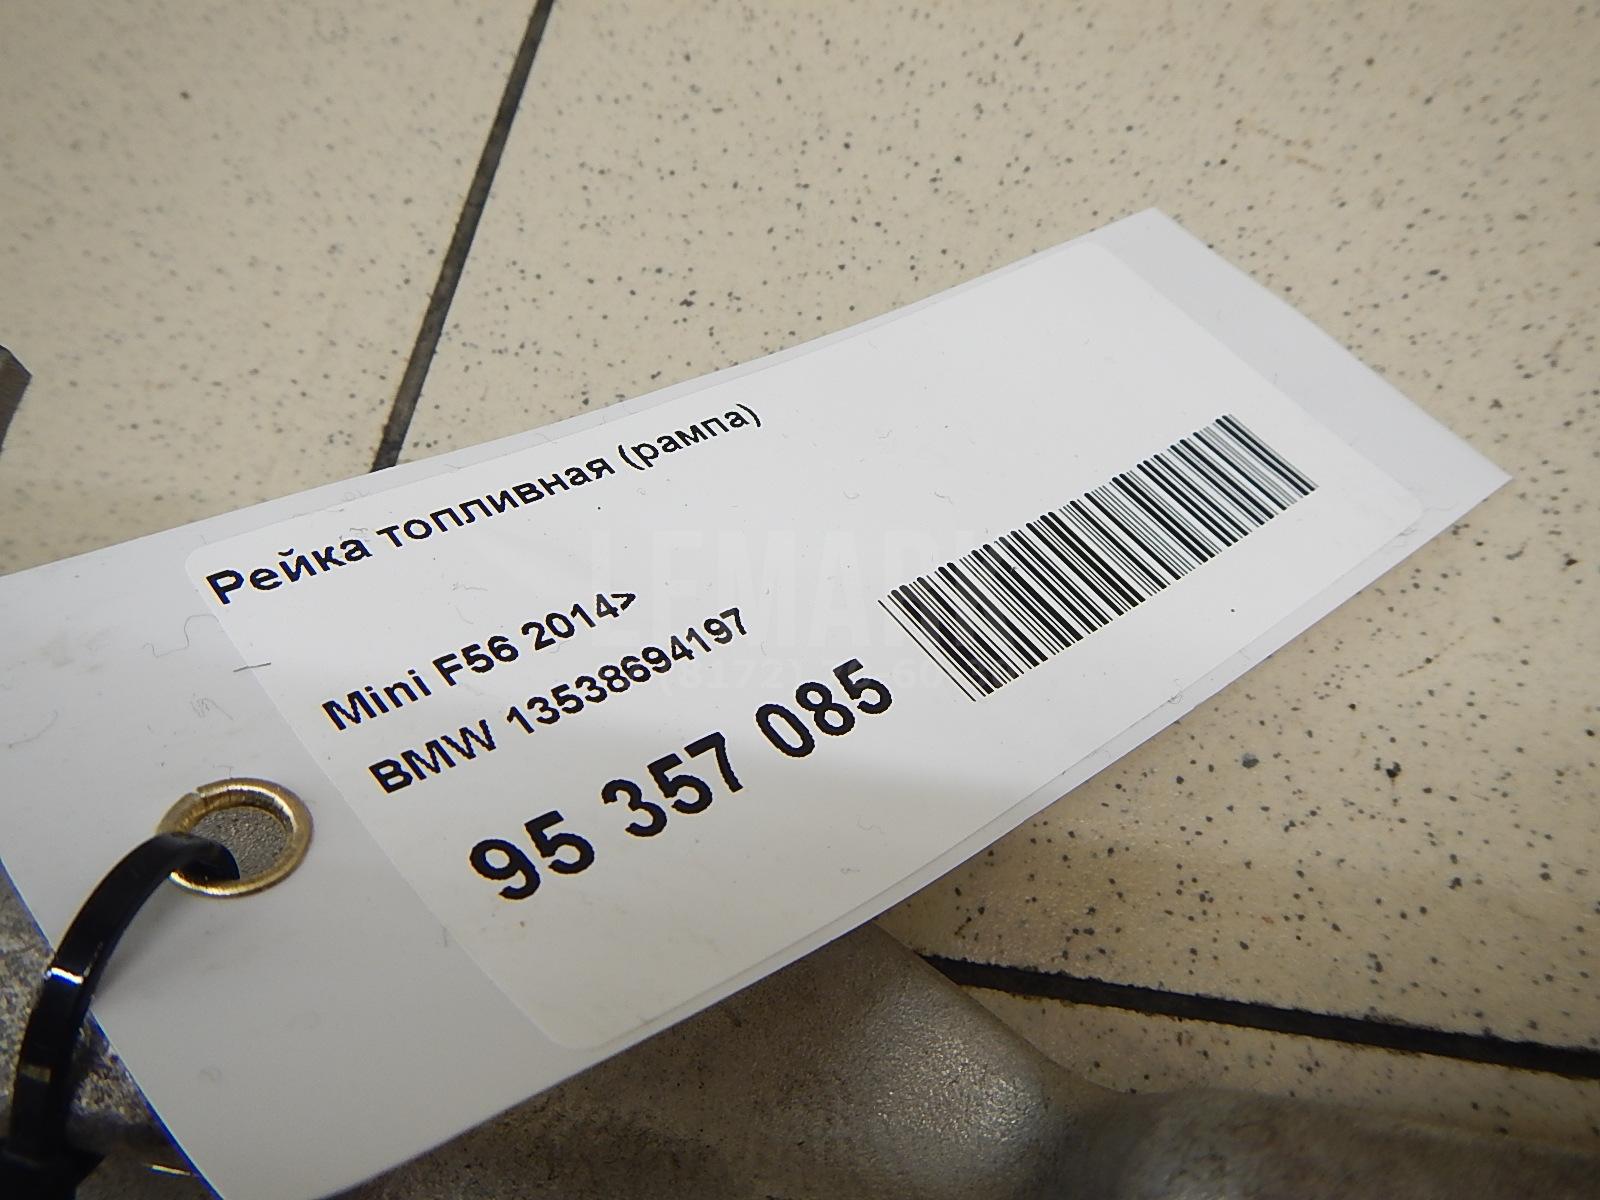 Рейка топливная (рампа)
Mini F56 2014>
BMW 13538694197
95 357 085